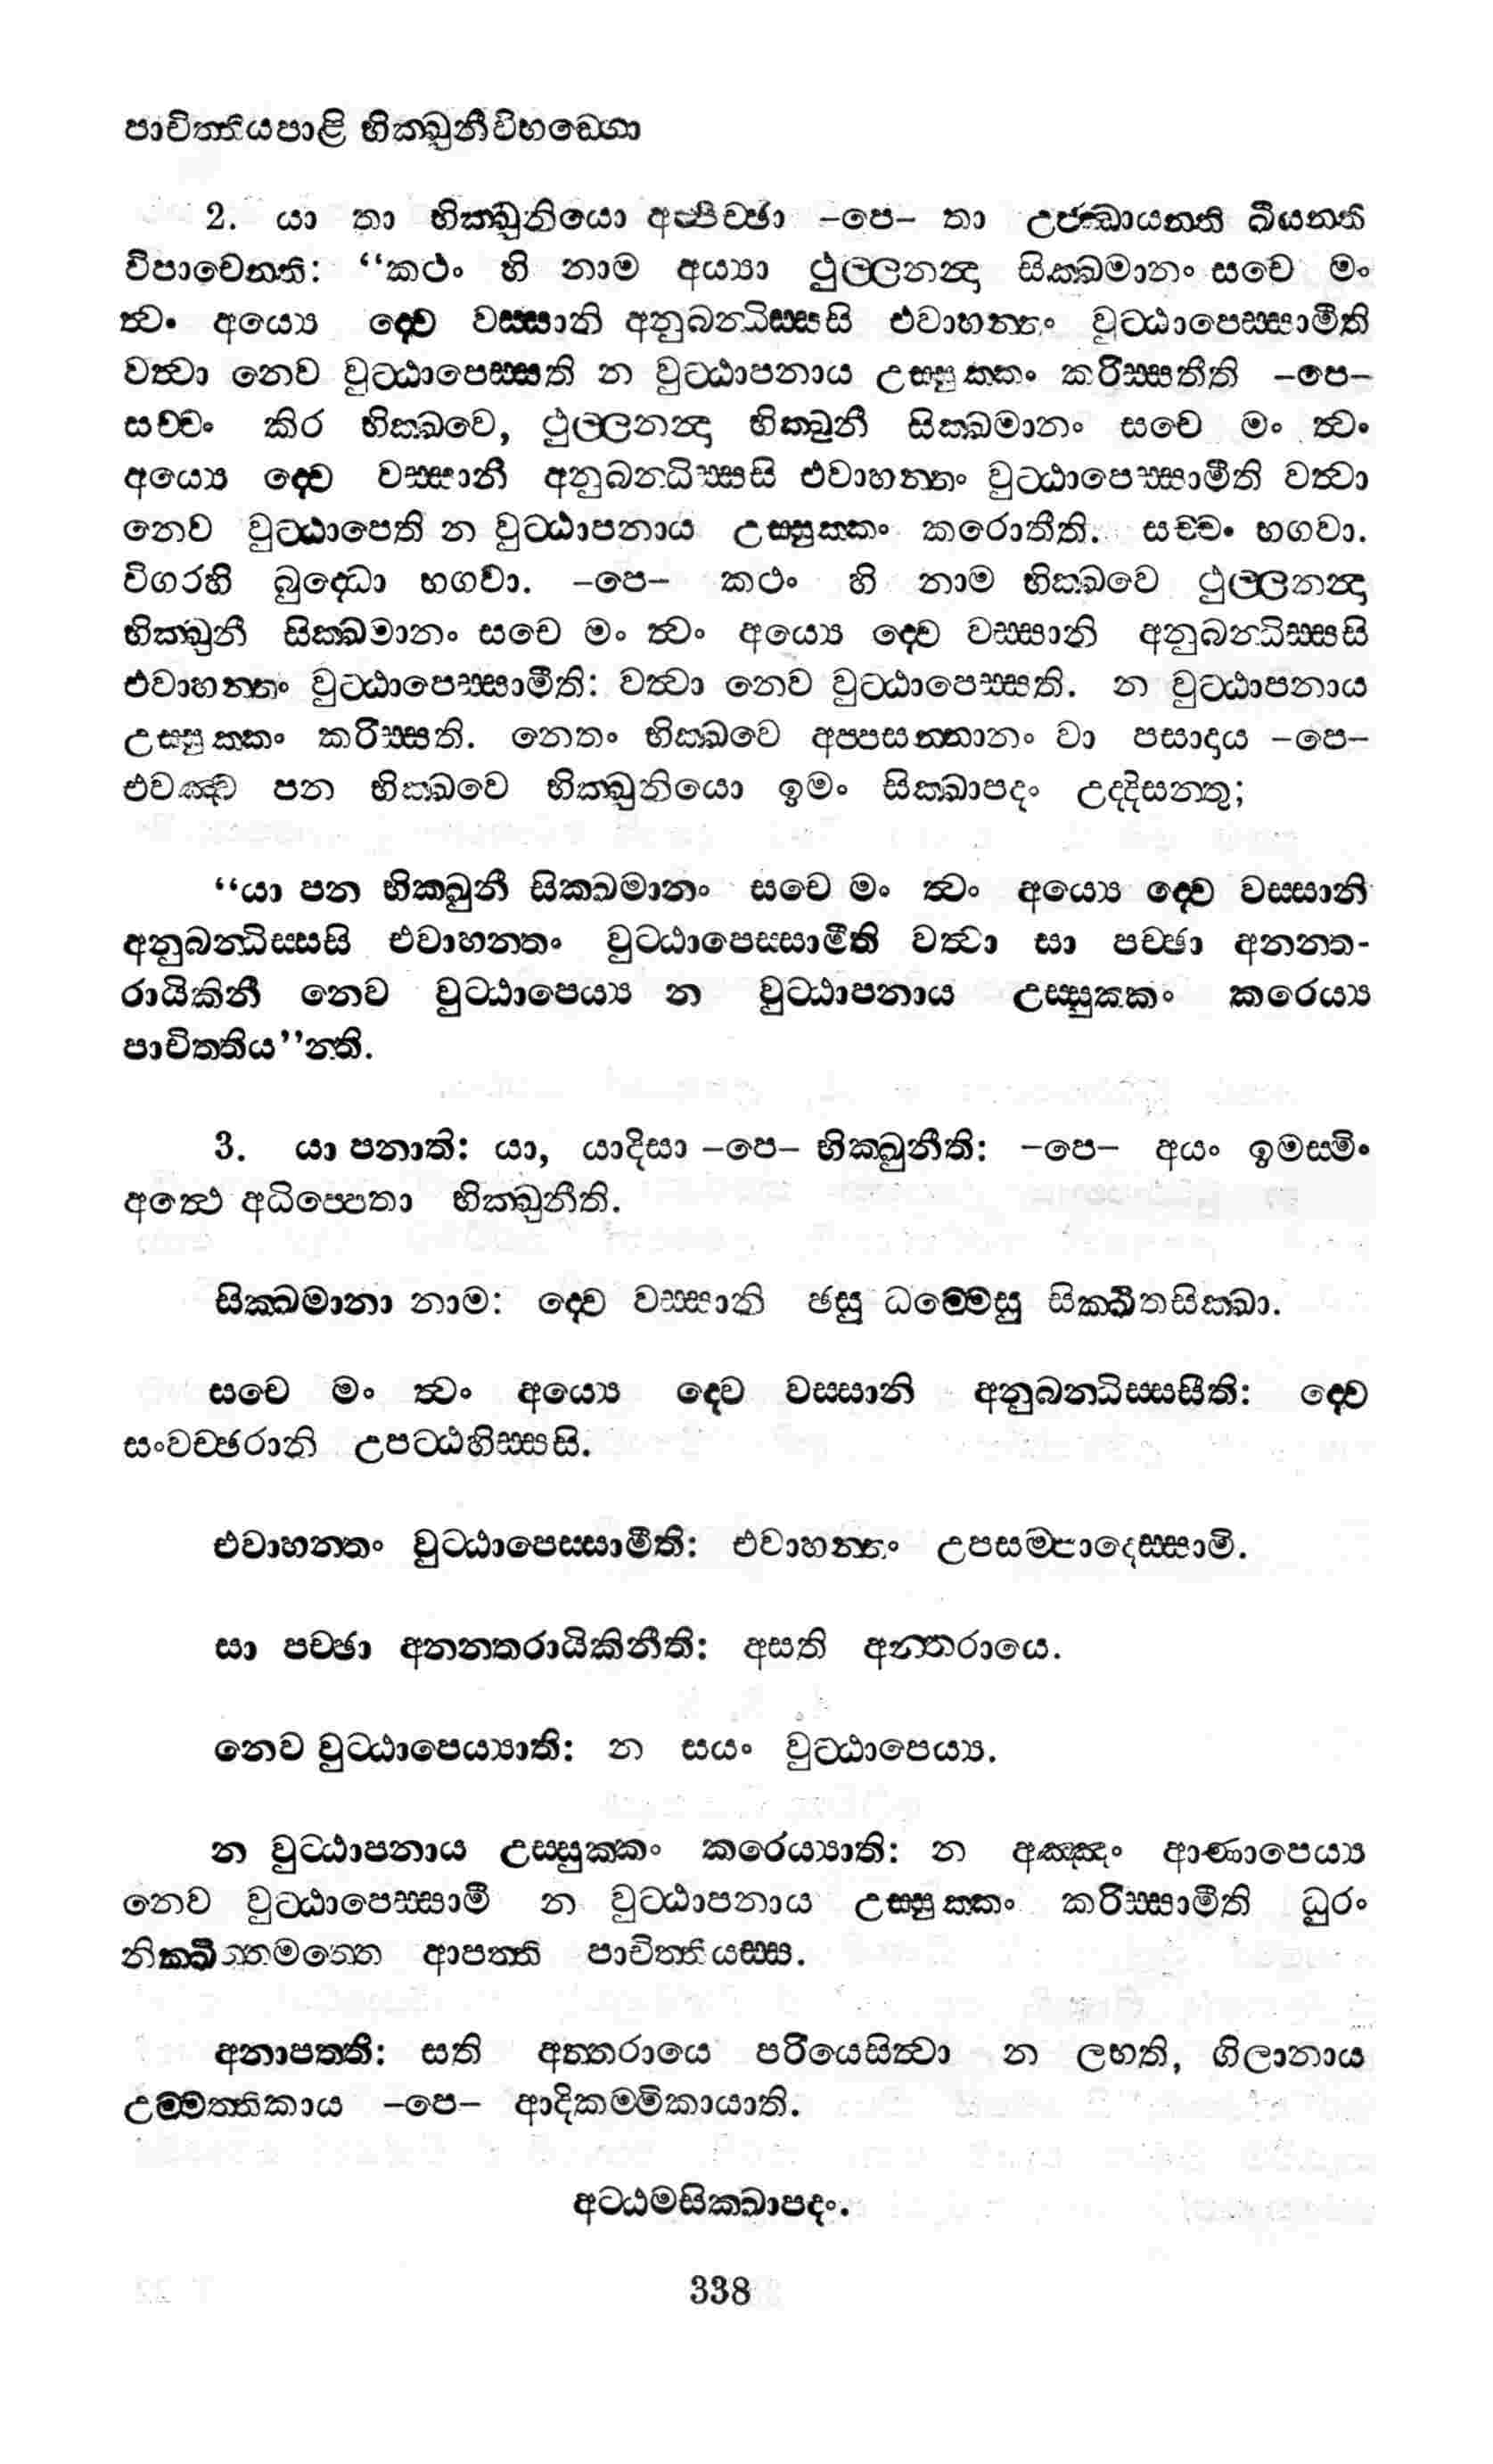 පාචිත්තියපාළි භික්ඛුනීවිභඞ්ගො
2. යා තා භික්ඛුනියො අප්පිච්ඡා –පෙ– තා උජ්ඣායන්ති ඛීයන්ති
විපාචෙන්ති: “කථං හි නාම අය්‍යා ථුල්ලනන්‍දා සික්ඛමානං සචෙ මං
ත්‍වං අය්‍යෙ ද්‍වෙ වස්සානි අනුබන්‍ධිස්සසි එවාහන්තං වුට්ඨාපෙස්සාමීති
වත්‍වා නෙව වුට්ඨාපෙස්සති න වුට්ඨාපනාය උස්සුක්කං කරිස්සතීති –පෙ–
සච්චං කිර භික්ඛවෙ, ථුල්ලනන්‍දා භික්ඛුනී සික්ඛමානං සචෙ මං ත්‍වං
අය්‍යෙ ද්‍වෙ වස්සානි අනුබන්‍ධිස්සසි එවාහන්තං වුට්ඨාපෙස්සාමීති වත්‍වා
නෙව වුට්ඨාපෙති න වුට්ඨාපනාය උස්සුක්කං කරොතීති. සච්චං භගවා.
විගරහි බුද්ධො භගවා. –පෙ– කථං හි නාම භික්ඛවෙ ථුල්ලනන්‍දා
භික්ඛුනී සික්ඛමානං සචෙ මං ත්‍වං අය්‍යෙ ද්‍වෙ වස්සානි අනුබන්‍ධිස්සසි
එවාහන්තං වුට්ඨාපෙස්සාමීති: වත්‍වා නෙව වුට්ඨාපෙස්සති. න වුට්ඨාපනාය
උස්සුක්කං කරිස්සති. නෙතං භික්ඛවෙ අප්පසන්නානං වා පසාදාය –පෙ–
එවඤ්ච පන භික්ඛවෙ භික්ඛුනියො ඉමං සික්ඛාපදං උද්දිසන්තු;
“යා පන භික්ඛුනී සික්ඛමානං සචෙ මං ත්‍වං අය්‍යෙ ද්‍වෙ වස්සානි
අනුබන්‍ධිස්සසි එවාහන්තං වුට්ඨාපෙස්සාමීති වත්‍වා සා පච්ඡා අනන්ත-
රායිකිනී නෙව වුට්ඨාපෙය්‍ය න වුට්ඨාපනාය උස්සුක්කං කරෙය්‍ය
පාචිත්තිය”න්ති.
3. යා පනාති: යා, යාදිසා –පෙ– භික්ඛුනීති: –පෙ– අයං ඉමස්මිං
අත්‍ථෙ අධිප්පෙතා භික්ඛුනීති.
සික්ඛමානා නාම: ද්‍වෙ වස්සානි ඡසු ධම්මෙසු සික්ඛිතසික්ඛා.
සචෙ මං ත්‍වං අය්‍යෙ ද්‍වෙ වස්සානි අනුබන්‍ධිස්සසීති: ද්‍වෙ
සංවච්ඡරානි උපට්ඨහිස්සසි.
එවාහන්තං වුට්ඨාපෙස්සාමීති: එවාහන්තං උපසම්පාදෙස්සාමි.
සා පච්ඡා අනන්තරායිකිනීති: අසති අන්තරායෙ.
නෙව වුට්ඨාපෙය්‍යාති: න සයං වුට්ඨාපෙය්‍ය.
න වුට්ඨාපනාය උස්සුක්කං කරෙය්‍යාති: න අඤ්ඤං ආණාපෙය්‍ය
නෙව වුට්ඨාපෙස්සාමී න වුට්ඨාපනාය උස්සුක්කං කරිස්සාමීති ධුරං
නික්ඛිත්තමත්තෙ ආපත්ති පාචිත්තියස්ස.
අනාපත්ති: සති අන්තරායෙ පරියෙසිත්‍වා න ලභති, ගිලානාය
උම්මත්තිකාය –පෙ– ආදිකම්මිකායාති.
අට්ඨමසික්ඛාපදං.
338